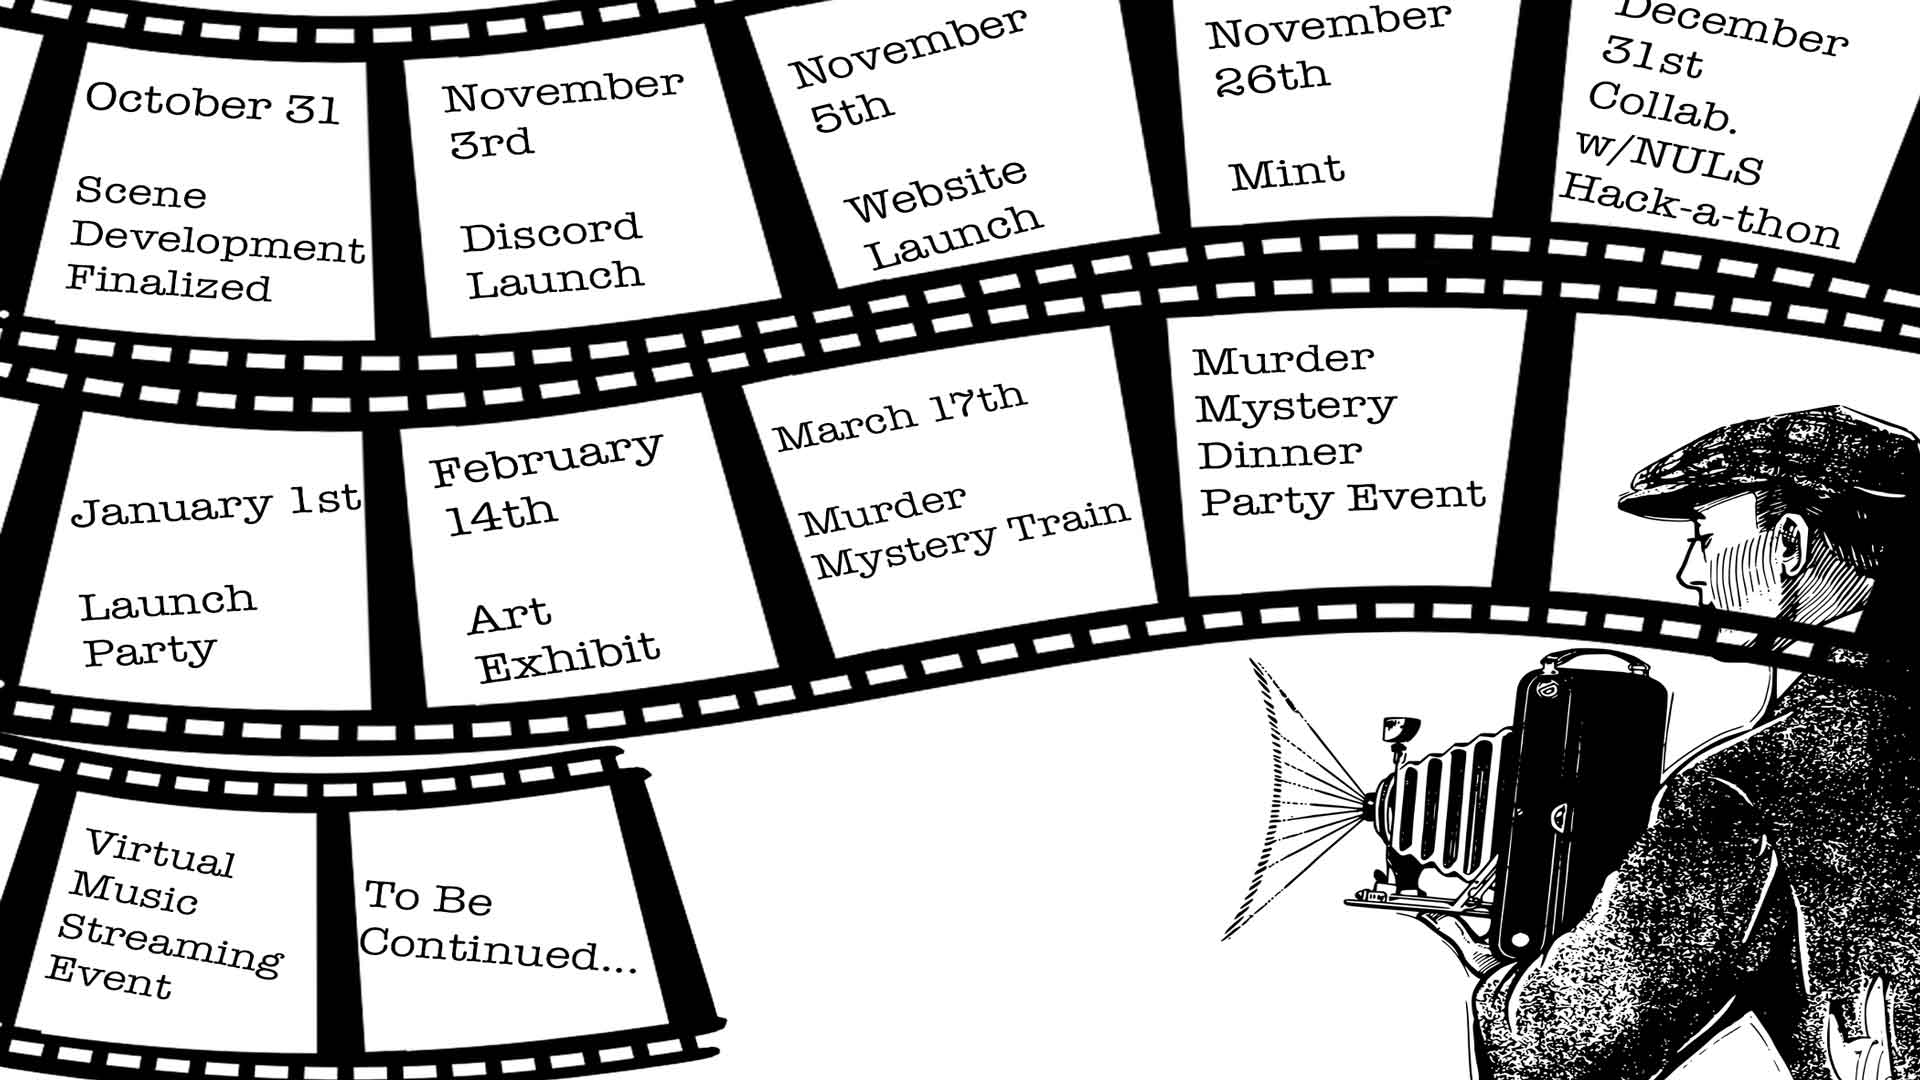 October 31
Scene
Development
Finalized
November
3rd
Discord
Launch
November
5th
Website
Launch
November
26th
Mint
December
31st
Collab.
w/NULS
Hack-a-thon
January 1st
Launch
Party
February
14th
Art
Exhibit
March 17th
Murder
Mystery Train
Murder
Mystery
Dinner
Party Event
Virtual
Music
Streaming
Event
To Be
Continued...